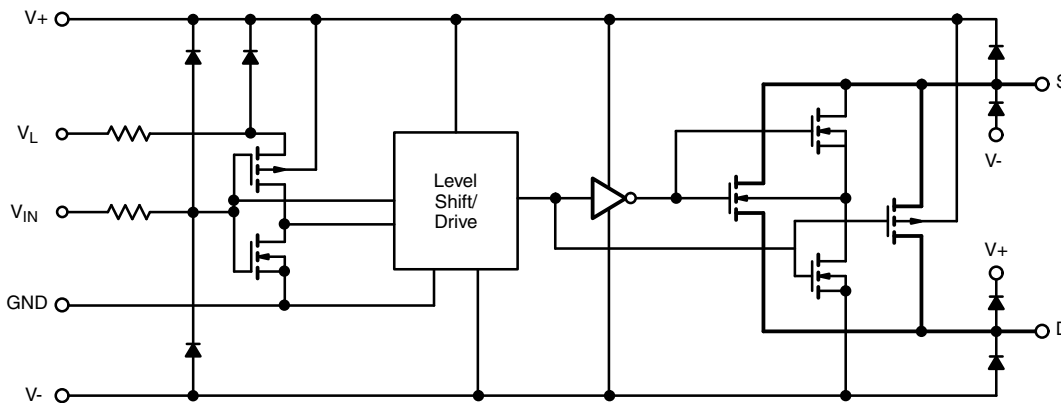 V+
S
V_L
V-
Level
Shift/
Drive
V_IN
V+
GND
D
V-